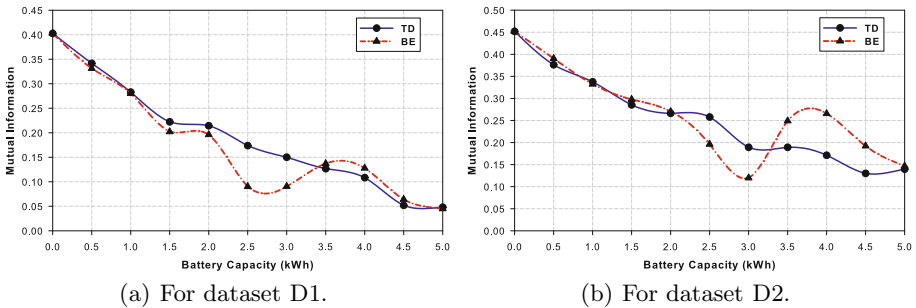 0.45
0.40
0.35
0.30
0.25
0.20
0.15
0.10
0.05
0.00
Mutual Information
TD
BE
0.0 0.5 1.0 1.5 2.0 2.5 3.0 3.5 4.0 4.5 5.0
Battery Capacity (kWh)
(a) For dataset D1.
0.50
0.45
0.40
0.35
0.30
0.25
0.20
0.15
0.10
0.05
0.00
Mutual Information
TD
BE
0.0 0.5 1.0 1.5 2.0 2.5 3.0 3.5 4.0 4.5 5.0
Battery Capacity (kWh)
(b) For dataset D2.